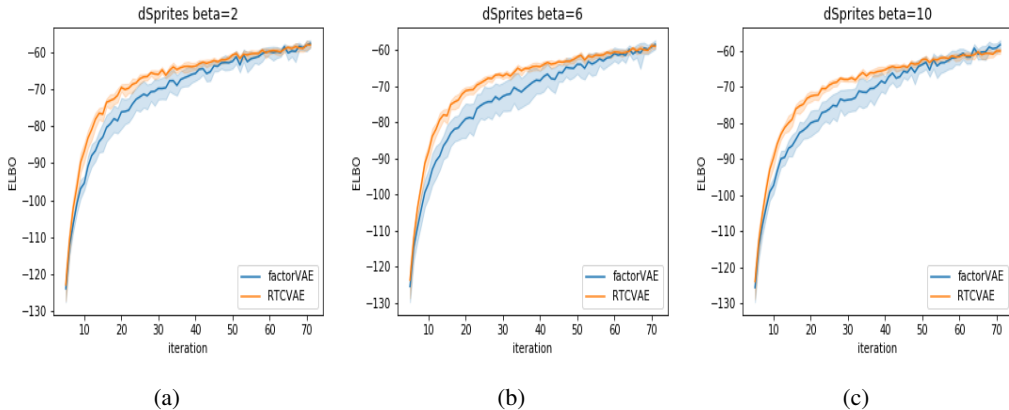 dSprites beta=2
−60
−70
−80
−90
−100
−110
−120
−130
ELBO
10 20 30 40 50 60 70
iteration
factorVAE
RTCVAE
(a)
dSprites beta=6
−60
−70
−80
−90
−100
−110
−120
−130
ELBO
10 20 30 40 50 60 70
iteration
factorVAE
RTCVAE
(b)
dSprites beta=10
−60
−70
−80
−90
−100
−110
−120
−130
ELBO
10 20 30 40 50 60 70
iteration
factorVAE
RTCVAE
(c)